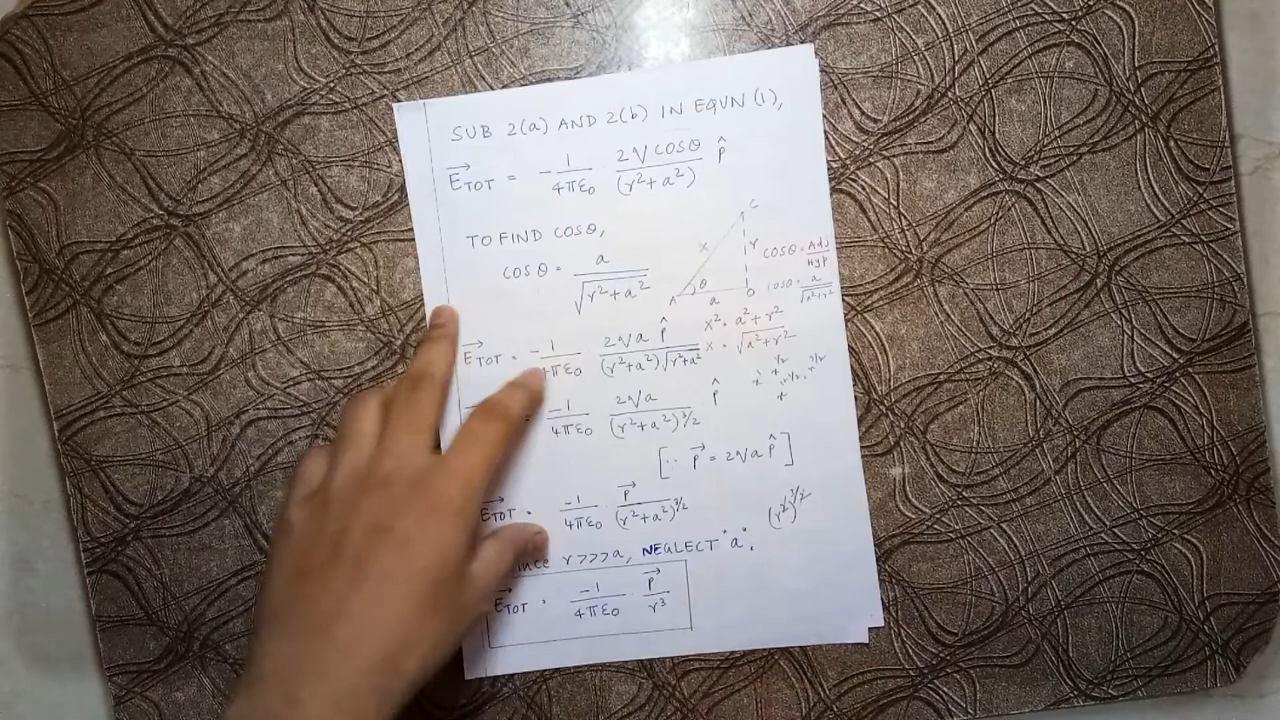 SUB 2(a) AND 2(b) IN EQUN (1),
E⃗TOT = -1/4πε0 2q cosθ/(r²+a²) p̂
TO FIND COSθ,
COSθ = a/√r²+a²
C
x
r
θ
A
a
O
COSθ = Adj/Hyp
COSθ = a/√a²+r²
x² = a²+r²
x = √a²+r²
E⃗TOT = -1/4πε0 2qa p̂/(r²+a²)√r²+a²
-1/4πε0 2qa/(r²+a²)3/2 p̂
[∵ p⃗ = 2qa p̂]
E⃗TOT = -1/4πε0 · p⃗/(r²+a²)3/2
(r²)3/2
ince r>>>a, NEGLECT "a".
E⃗TOT = -1/4πε0 · p⃗/r³